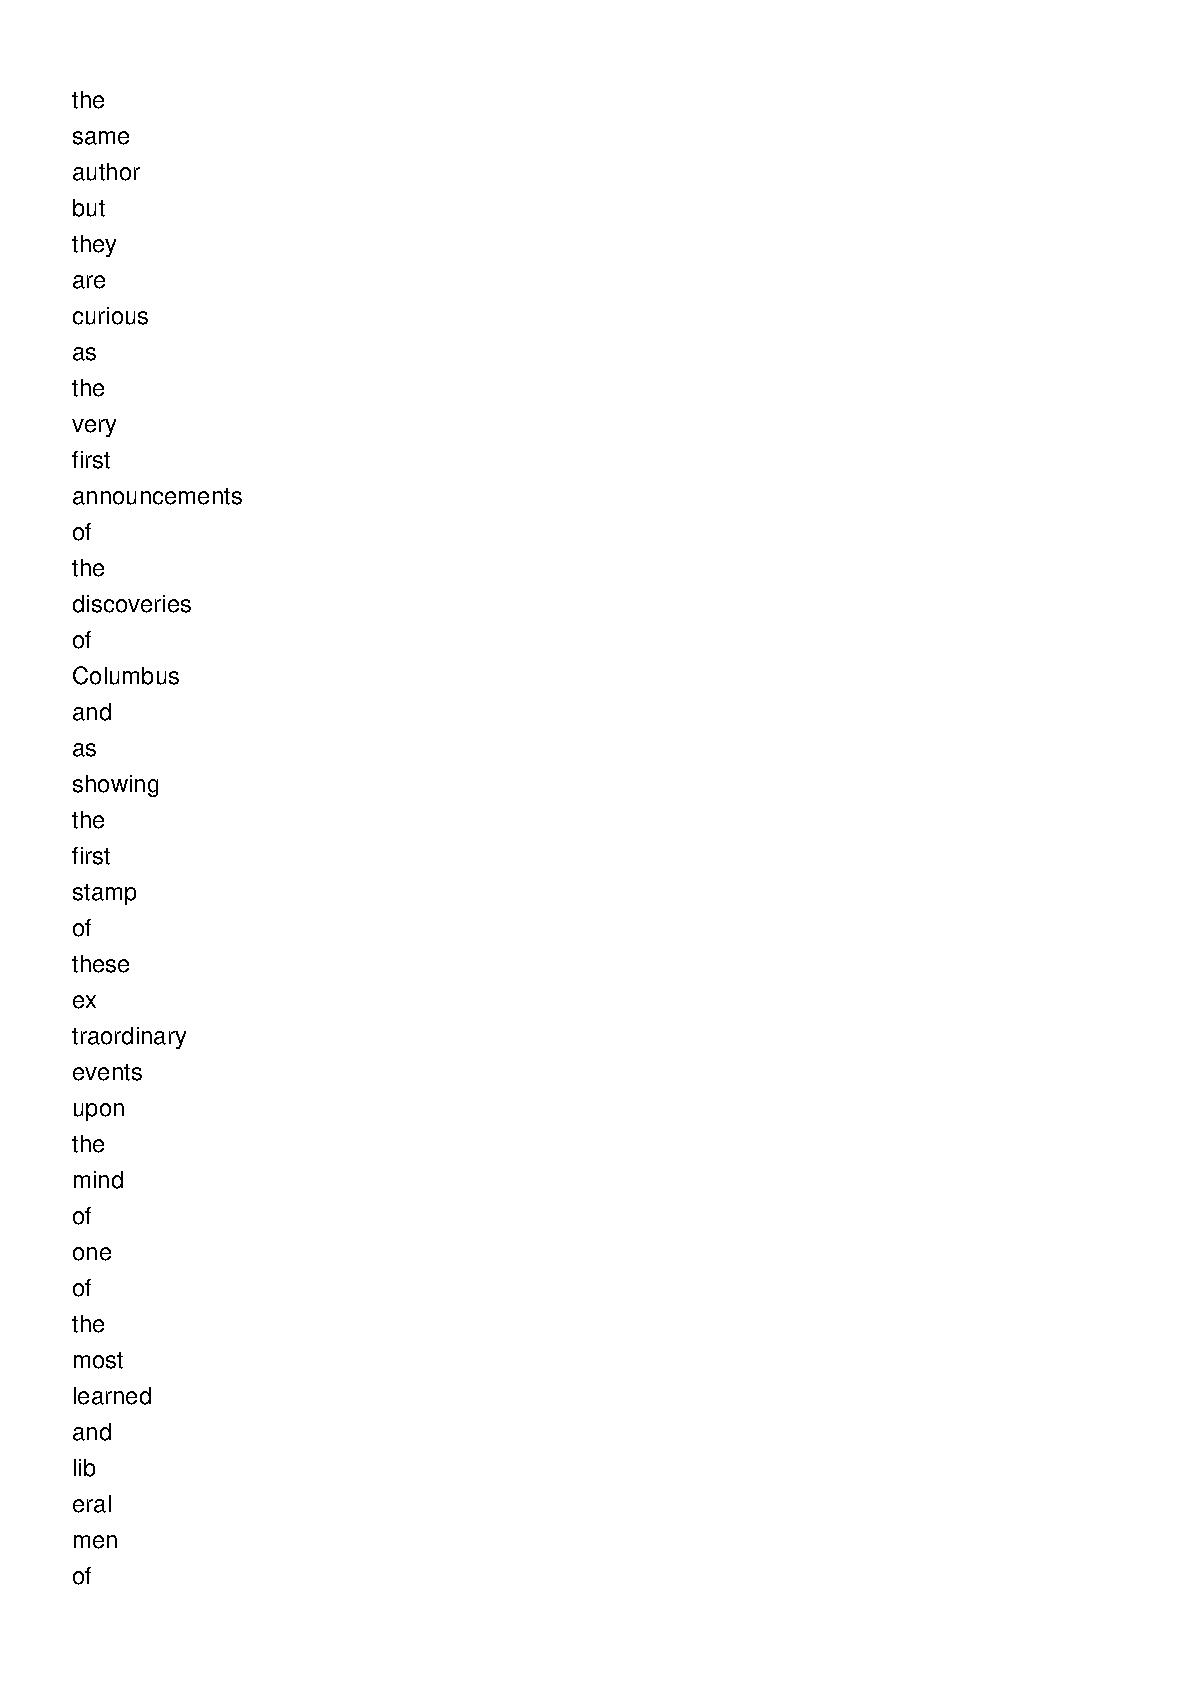 the
same
author
but
they
are
curious
as
the
very
first
announcements
of
the
discoveries
of
Columbus
and
as
showing
the
first
stamp
of
these
ex
traordinary
events
upon
the
mind
of
one
of
the
most
learned
and
lib
eral
men
of